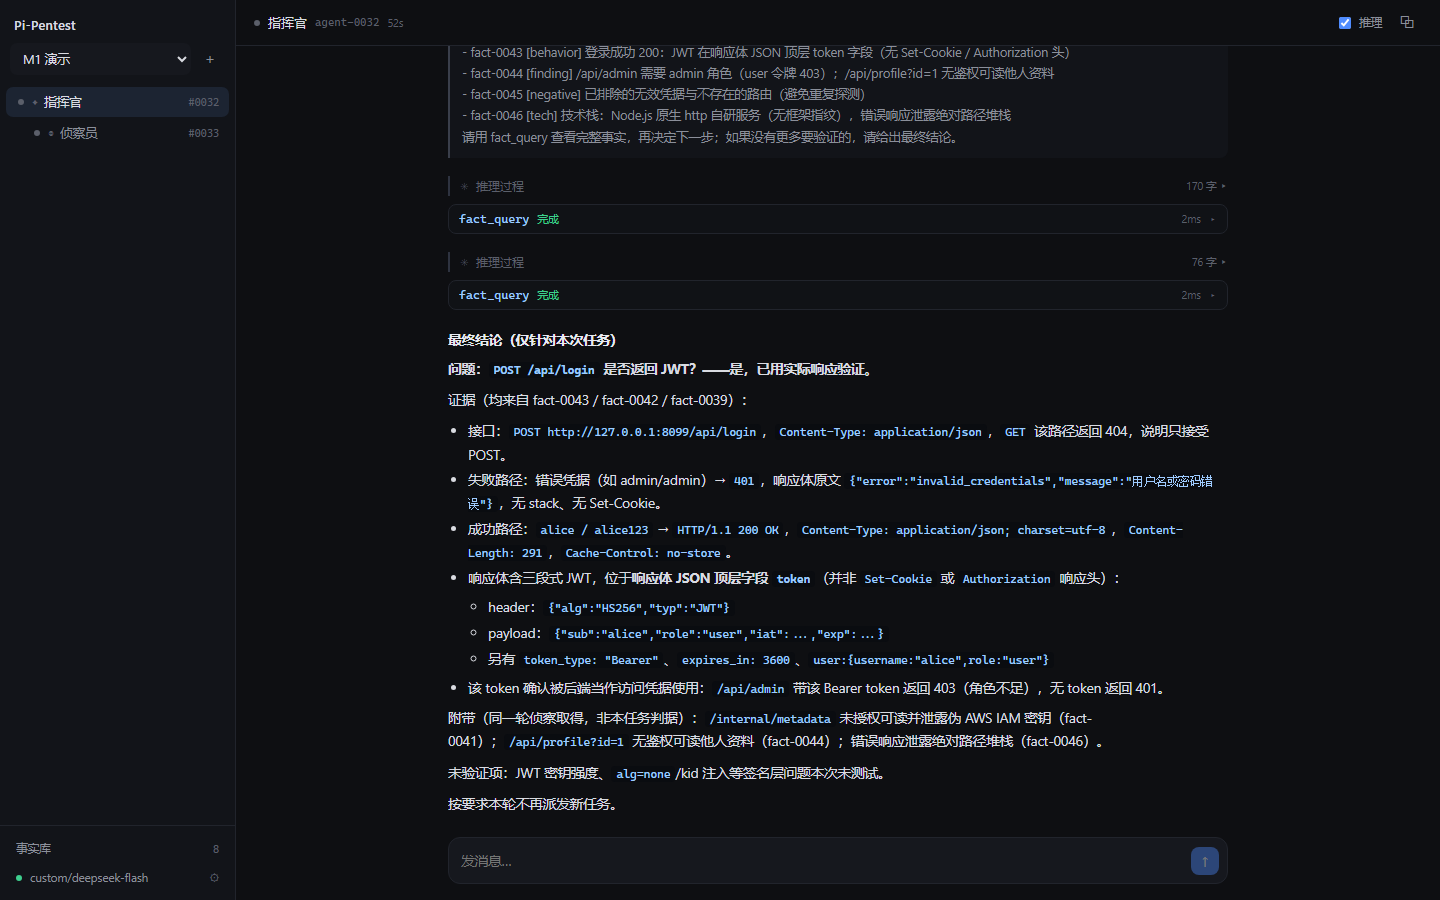 Pi-Pentest
M1 演示
+
指挥官 #0032
侦察员 #0033
事实库 8
custom/deepseek-flash
指挥官 agent-0032 52s
推理
- fact-0043 [behavior] 登录成功 200：JWT 在响应体 JSON 顶层 token 字段（无 Set-Cookie / Authorization 头）
- fact-0044 [finding] /api/admin 需要 admin 角色（user 令牌 403）；/api/profile?id=1 无鉴权可读他人资料
- fact-0045 [negative] 已排除的无效凭据与不存在的路由（避免重复探测）
- fact-0046 [tech] 技术栈：Node.js 原生 http 自研服务（无框架指纹），错误响应泄露绝对路径堆栈
请用 fact_query 查看完整事实，再决定下一步；如果没有更多要验证的，请给出最终结论。
推理过程 170 字
fact_query 完成 2ms
推理过程 76 字
fact_query 完成 2ms
最终结论（仅针对本次任务）
问题： POST /api/login 是否返回 JWT？——是，已用实际响应验证。
证据（均来自 fact-0043 / fact-0042 / fact-0039）：
• 接口： POST http://127.0.0.1:8099/api/login ， Content-Type: application/json ， GET 该路径返回 404，说明只接受
POST。
• 失败路径：错误凭据（如 admin/admin）→ 401 ，响应体原文 {"error":"invalid_credentials","message":"用户名或密码错
误"} ，无 stack、无 Set-Cookie。
• 成功路径： alice / alice123 → HTTP/1.1 200 OK ， Content-Type: application/json; charset=utf-8 ， Content-
Length: 291 ， Cache-Control: no-store 。
• 响应体含三段式 JWT，位于响应体 JSON 顶层字段 token （并非 Set-Cookie 或 Authorization 响应头）：
◦ header： {"alg":"HS256","typ":"JWT"}
◦ payload： {"sub":"alice","role":"user","iat":...,"exp":...}
◦ 另有 token_type: "Bearer" 、 expires_in: 3600 、 user:{username:"alice",role:"user"}
• 该 token 确认被后端当作访问凭据使用： /api/admin 带该 Bearer token 返回 403（角色不足），无 token 返回 401。
附带（同一轮侦察取得，非本任务判据）： /internal/metadata 未授权可读并泄露伪 AWS IAM 密钥（fact-
0041）； /api/profile?id=1 无鉴权可读他人资料（fact-0044）；错误响应泄露绝对路径堆栈（fact-0046）。
未验证项：JWT 密钥强度、 alg=none /kid 注入等签名层问题本次未测试。
按要求本轮不再派发新任务。
发消息...
↑